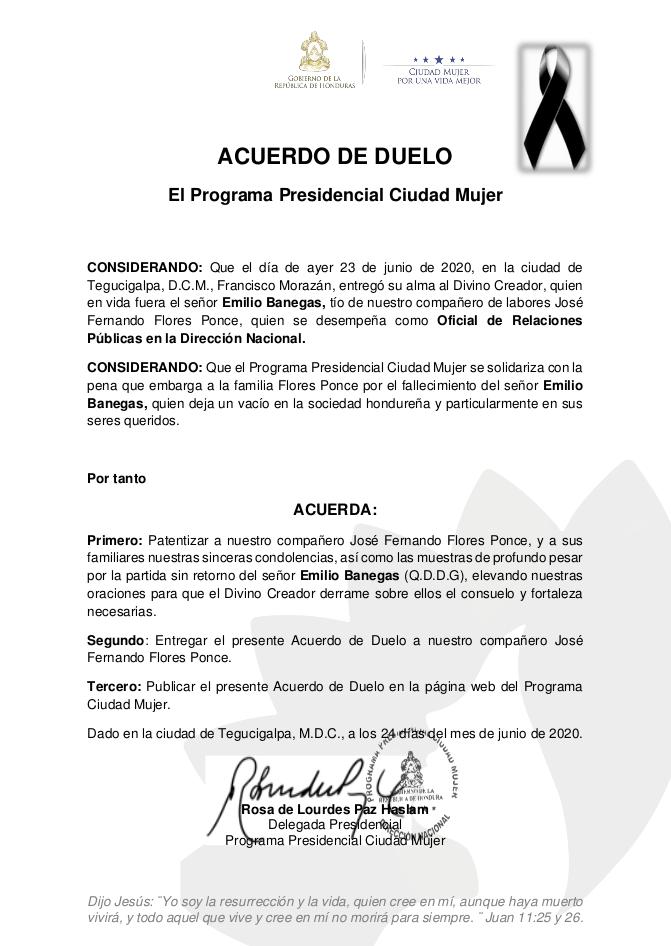 GOBIERNO DE LA
REPÚBLICA DE HONDURAS
CIUDAD MUJER
POR UNA VIDA MEJOR
ACUERDO DE DUELO
El Programa Presidencial Ciudad Mujer
CONSIDERANDO: Que el día de ayer 23 de junio de 2020, en la ciudad de
Tegucigalpa, D.C.M., Francisco Morazán, entregó su alma al Divino Creador, quien
en vida fuera el señor Emilio Banegas, tío de nuestro compañero de labores José
Fernando Flores Ponce, quien se desempeña como Oficial de Relaciones
Públicas en la Dirección Nacional.
CONSIDERANDO: Que el Programa Presidencial Ciudad Mujer se solidariza con la
pena que embarga a la familia Flores Ponce por el fallecimiento del señor Emilio
Banegas, quien deja un vacío en la sociedad hondureña y particularmente en sus
seres queridos.
Por tanto
ACUERDA:
Primero: Patentizar a nuestro compañero José Fernando Flores Ponce, y a sus
familiares nuestras sinceras condolencias, así como las muestras de profundo pesar
por la partida sin retorno del señor Emilio Banegas (Q.D.D.G), elevando nuestras
oraciones para que el Divino Creador derrame sobre ellos el consuelo y fortaleza
necesarias.
Segundo: Entregar el presente Acuerdo de Duelo a nuestro compañero José
Fernando Flores Ponce.
Tercero: Publicar el presente Acuerdo de Duelo en la página web del Programa
Ciudad Mujer.
Dado en la ciudad de Tegucigalpa, M.D.C., a los 24 días del mes de junio de 2020.
PROGRAMA PRESIDENCIAL CIUDAD MUJER
GOBIERNO DE LA
REPÚBLICA DE HONDURAS
DIRECCIÓN NACIONAL
Rosa de Lourdes Paz Haslam
Delegada Presidencial
Programa Presidencial Ciudad Mujer
Dijo Jesús: ¨Yo soy la resurrección y la vida, quien cree en mí, aunque haya muerto
vivirá, y todo aquel que vive y cree en mí no morirá para siempre. ¨ Juan 11:25 y 26.